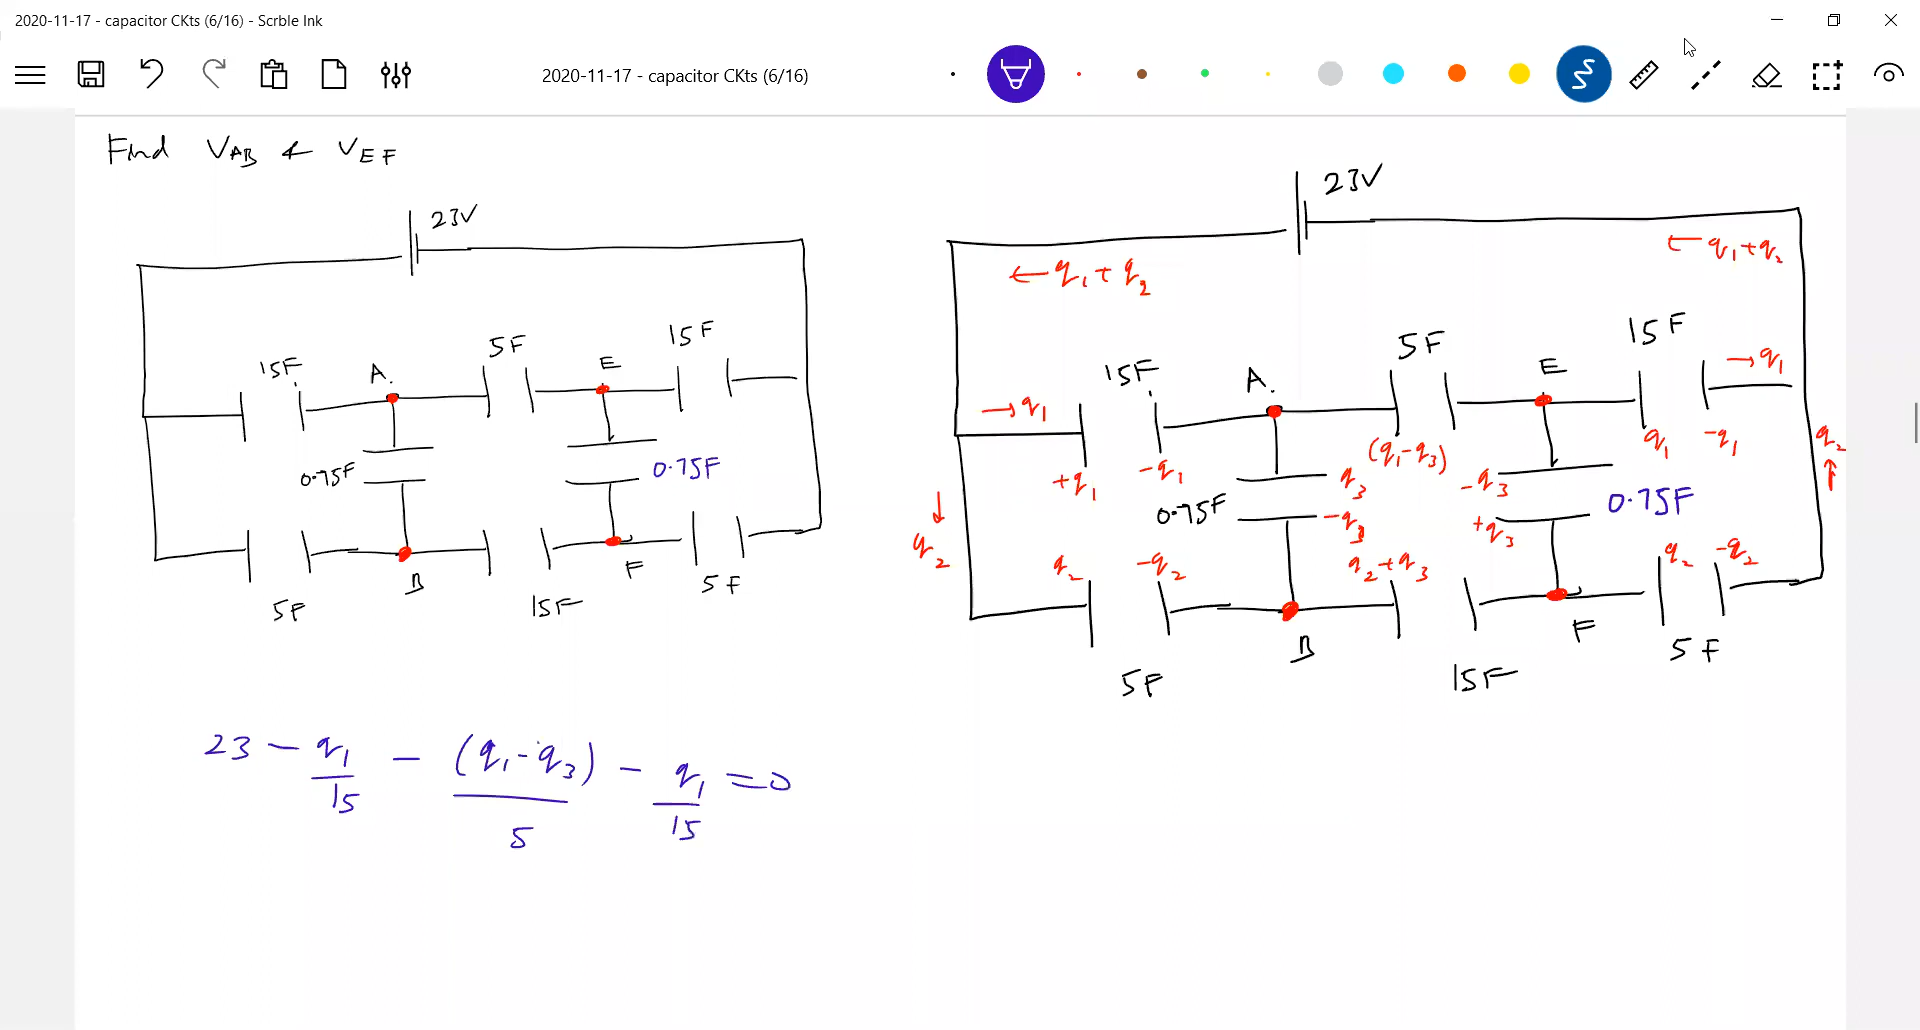 2020-11-17 - capacitor CKts (6/16) - Scrble Ink
2020-11-17 - capacitor CKts (6/16)
Find V_AB & V_EF
23V
15F
A.
5F
E
15F
0.75F
0.75F
5F
B
15F
F
5F
23V
← q₁ + q₂
← q₁ + q₂
→ q₁
15F
A.
5F
E
15F
→ q₁
+q₁
-q₁
(q₁-q₃)
q₁
-q₁
q₂
↑
↓
q₂
0.75F
q₃
-q₃
-q₃
+q₃
0.75F
q₂
-q₂
q₂+q₃
q₂
-q₂
5F
B
15F
F
5F
23 - q₁/15 - (q₁-q₃)/5 - q₁/15 = 0